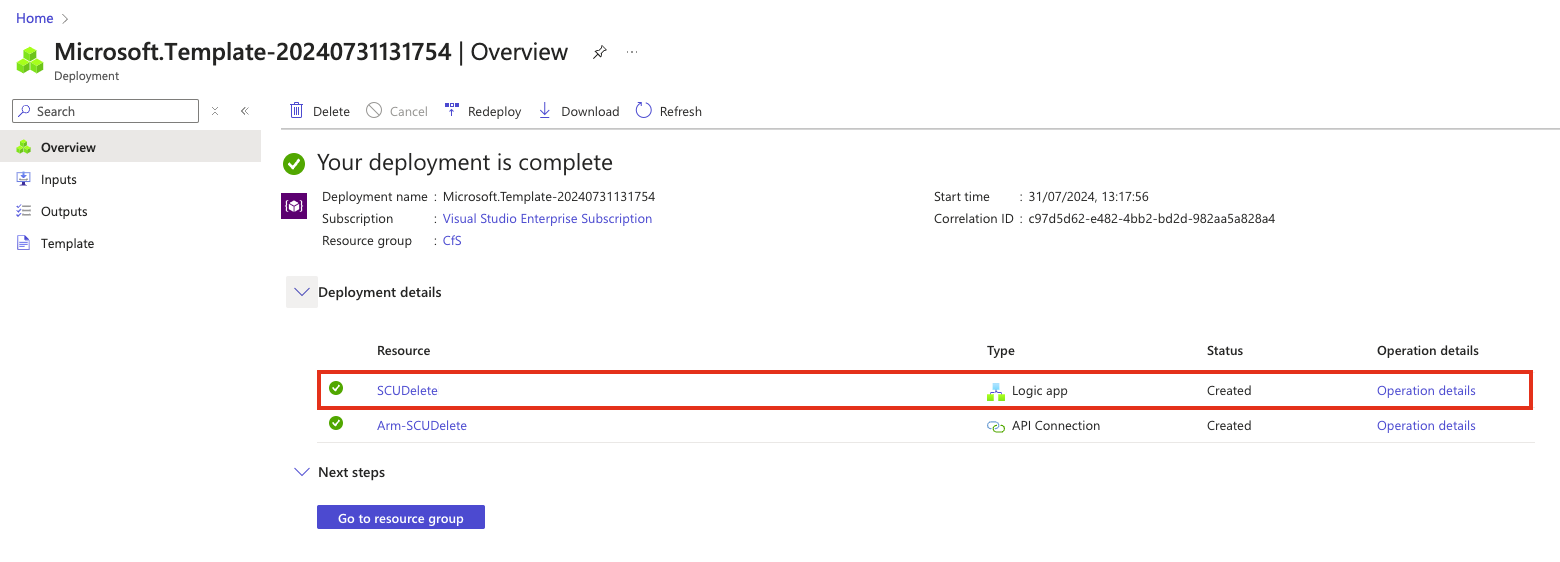 Home
Microsoft.Template-20240731131754 | Overview
Deployment
Search
Overview
Inputs
Outputs
Template
Delete Cancel Redeploy Download Refresh
Your deployment is complete
Deployment name : Microsoft.Template-20240731131754
Subscription : Visual Studio Enterprise Subscription
Resource group : CfS
Start time : 31/07/2024, 13:17:56
Correlation ID : c97d5d62-e482-4bb2-bd2d-982aa5a828a4
Deployment details
Resource Type Status Operation details
SCUDelete Logic app Created Operation details
Arm-SCUDelete API Connection Created Operation details
Next steps
Go to resource group